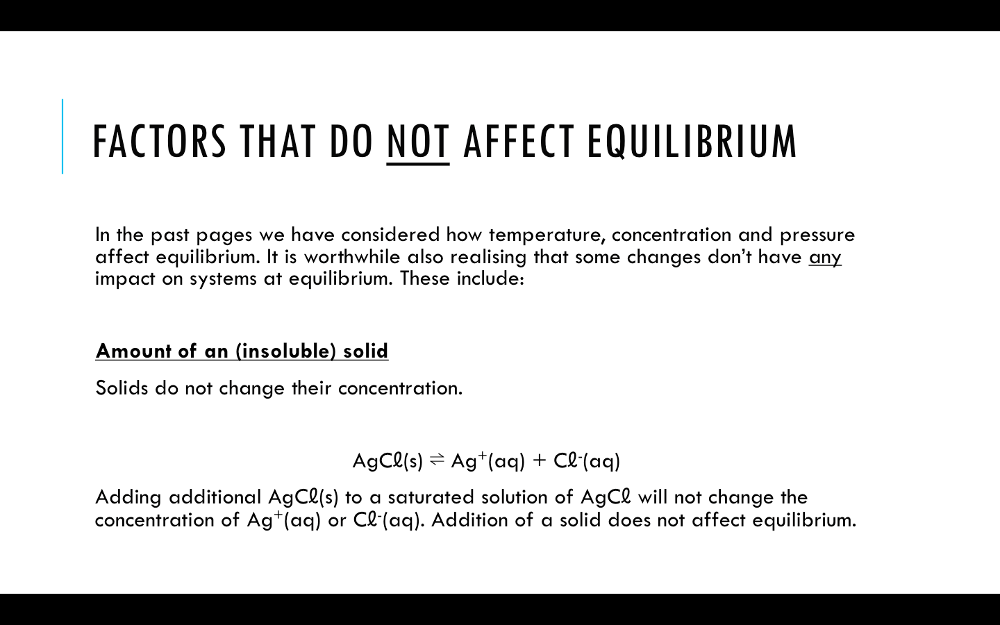 FACTORS THAT DO NOT AFFECT EQUILIBRIUM
In the past pages we have considered how temperature, concentration and pressure
affect equilibrium. It is worthwhile also realising that some changes don’t have any
impact on systems at equilibrium. These include:
Amount of an (insoluble) solid
Solids do not change their concentration.
AgCℓ(s) ⇌ Ag⁺(aq) + Cℓ⁻(aq)
Adding additional AgCℓ(s) to a saturated solution of AgCℓ will not change the
concentration of Ag⁺(aq) or Cℓ⁻(aq). Addition of a solid does not affect equilibrium.